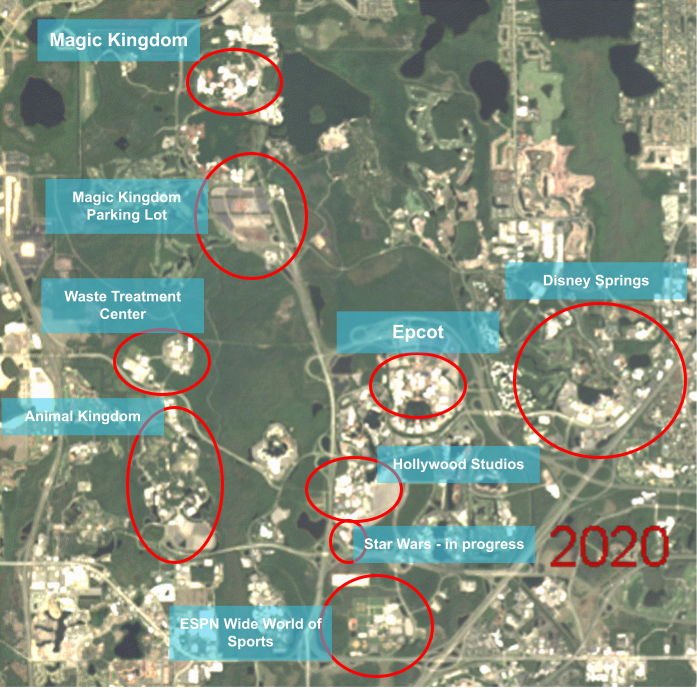 Magic Kingdom
Magic Kingdom
Parking Lot
Waste Treatment
Center
Disney Springs
Epcot
Animal Kingdom
Hollywood Studios
Star Wars - in progress
2020
ESPN Wide World of
Sports